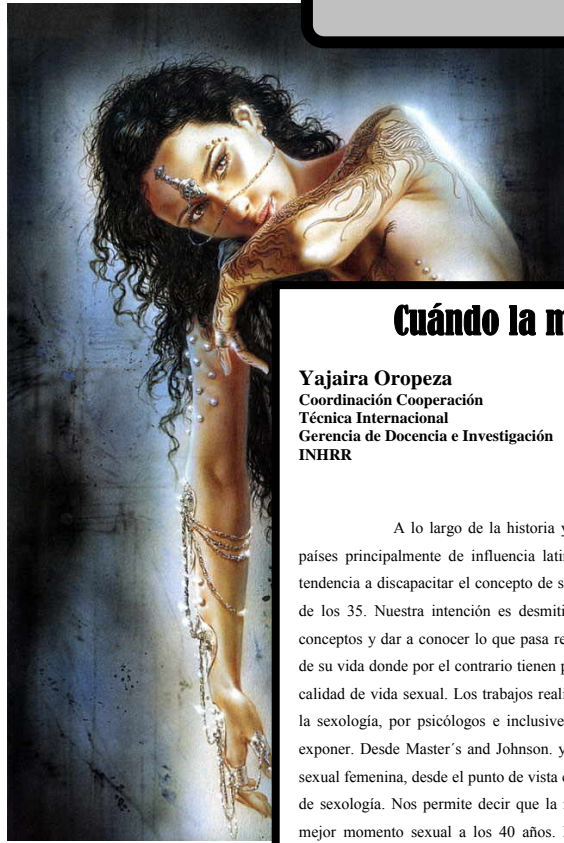 Cuándo la m
Yajaira Oropeza
Coordinación Cooperación
Técnica Internacional
Gerencia de Docencia e Investigación
INHRR
A lo largo de la historia y
países principalmente de influencia lati
tendencia a discapacitar el concepto de s
de los 35. Nuestra intención es desmiti
conceptos y dar a conocer lo que pasa re
de su vida donde por el contrario tienen p
calidad de vida sexual. Los trabajos reali
la sexología, por psicólogos e inclusive
exponer. Desde Master´s and Johnson. y
sexual femenina, desde el punto de vista
de sexología. Nos permite decir que la
mejor momento sexual a los 40 años.